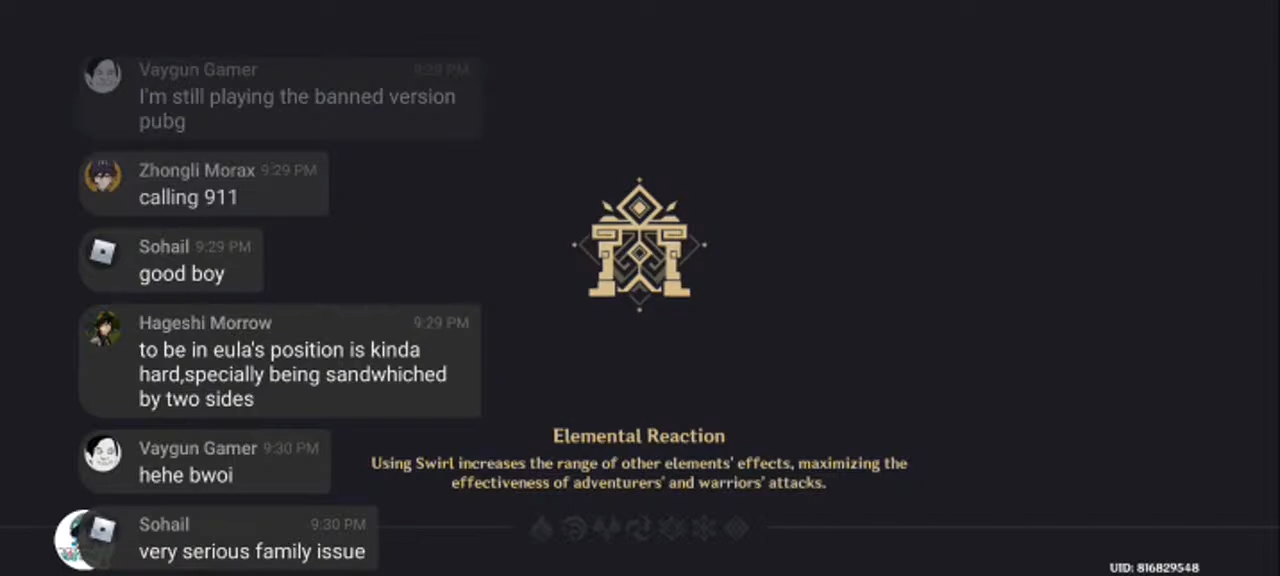 Vaygun Gamer 9:29 PM
I'm still playing the banned version
pubg
Zhongli Morax 9:29 PM
calling 911
Sohail 9:29 PM
good boy
Hageshi Morrow 9:29 PM
to be in eula's position is kinda
hard,specially being sandwhiched
by two sides
Vaygun Gamer 9:30 PM
hehe bwoi
Sohail 9:30 PM
very serious family issue
Elemental Reaction
Using Swirl increases the range of other elements' effects, maximizing the
effectiveness of adventurers' and warriors' attacks.
UID: 816829548